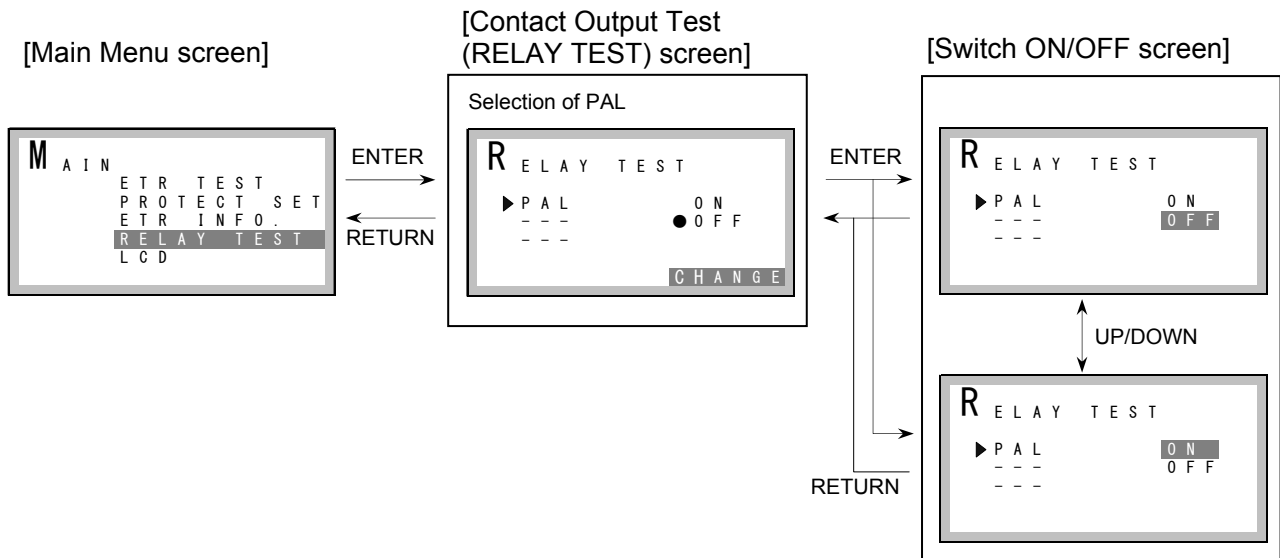 [Main Menu screen]
MAIN
ETR TEST
PROTECT SET
ETR INFO.
RELAY TEST
LCD
ENTER
RETURN
[Contact Output Test
(RELAY TEST) screen]
Selection of PAL
RELAY TEST
▶PAL ON
--- ●OFF
---
CHANGE
ENTER
RETURN
[Switch ON/OFF screen]
RELAY TEST
▶PAL ON
--- OFF
---
UP/DOWN
RELAY TEST
▶PAL ON
--- OFF
---